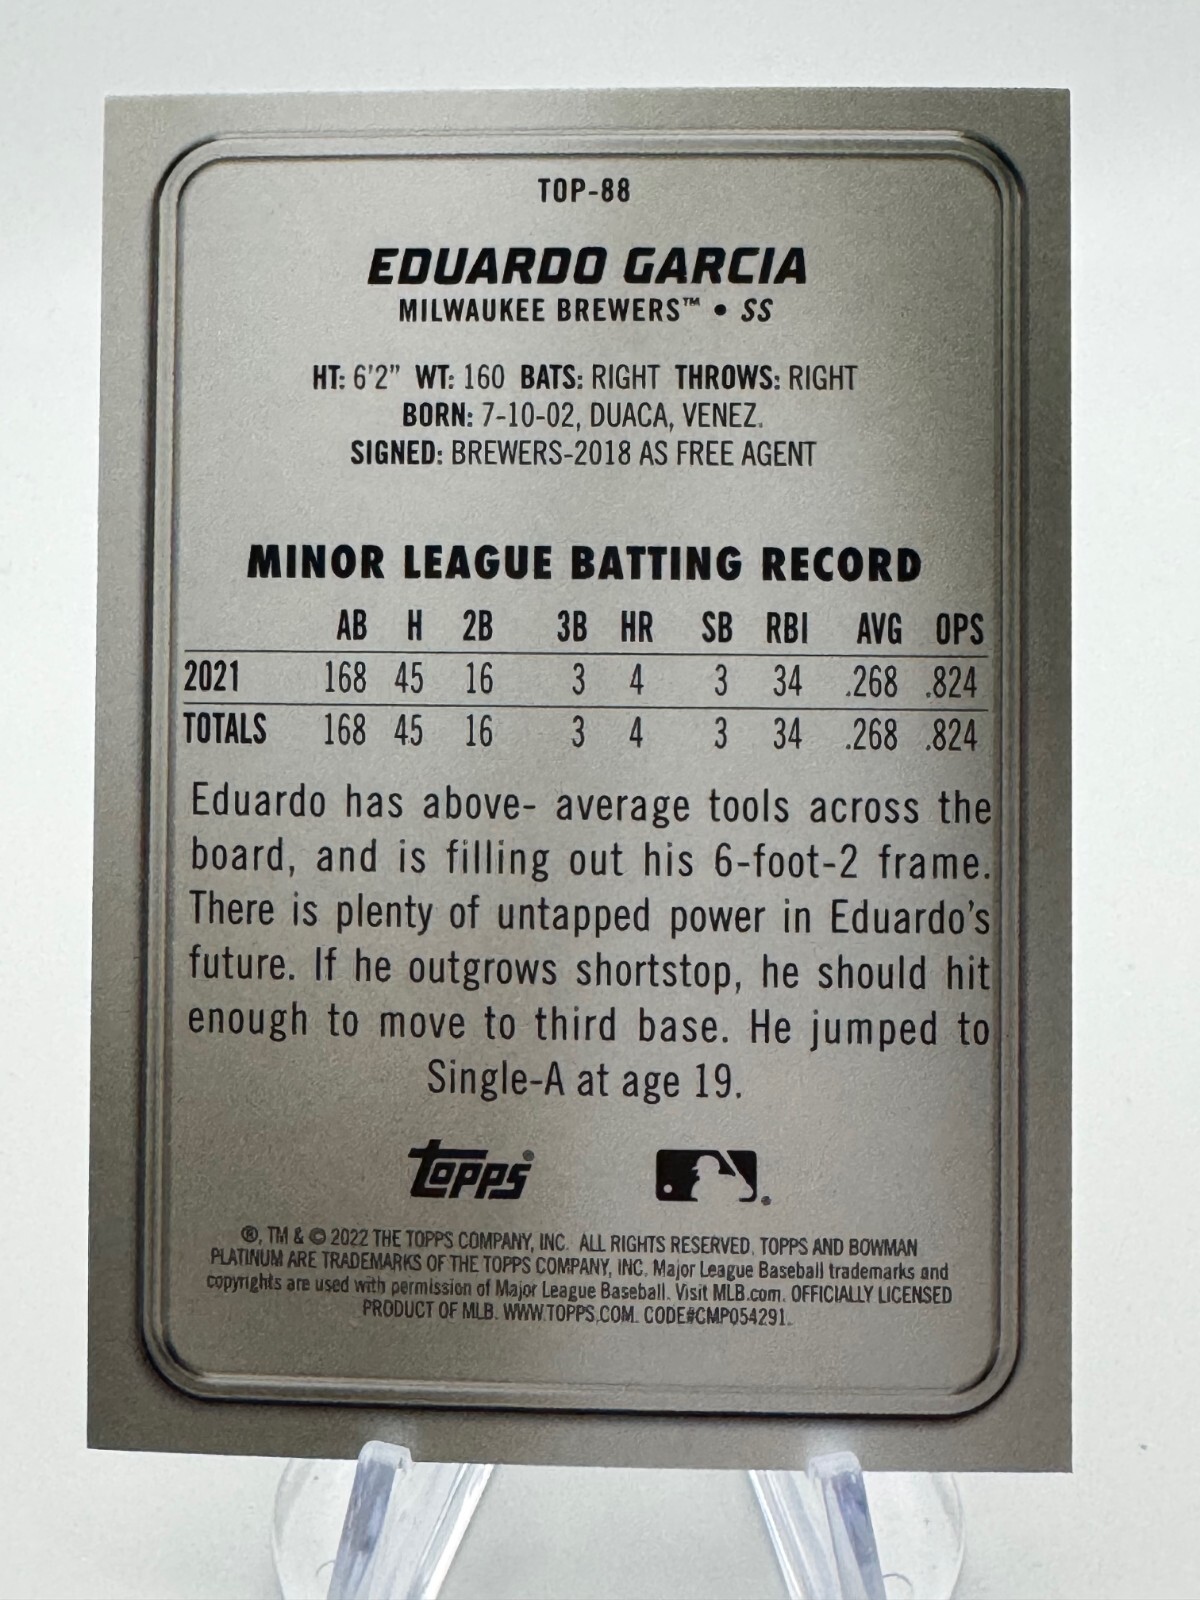 TOP-88
EDUARDO GARCIA
MILWAUKEE BREWERS™ • SS
HT: 6'2" WT: 160 BATS: RIGHT THROWS: RIGHT
BORN: 7-10-02, DUACA, VENEZ.
SIGNED: BREWERS-2018 AS FREE AGENT
MINOR LEAGUE BATTING RECORD
AB H 2B 3B HR SB RBI AVG OPS
2021 168 45 16 3 4 3 34 .268 .824
TOTALS 168 45 16 3 4 3 34 .268 .824
Eduardo has above- average tools across the
board, and is filling out his 6-foot-2 frame.
There is plenty of untapped power in Eduardo's
future. If he outgrows shortstop, he should hit
enough to move to third base. He jumped to
Single-A at age 19.
topps®
®
®, TM & © 2022 THE TOPPS COMPANY, INC. ALL RIGHTS RESERVED. TOPPS AND BOWMAN
PLATINUM ARE TRADEMARKS OF THE TOPPS COMPANY, INC. Major League Baseball trademarks and
copyrights are used with permission of Major League Baseball. Visit MLB.com. OFFICIALLY LICENSED
PRODUCT OF MLB. WWW.TOPPS.COM. CODE#CMP054291.